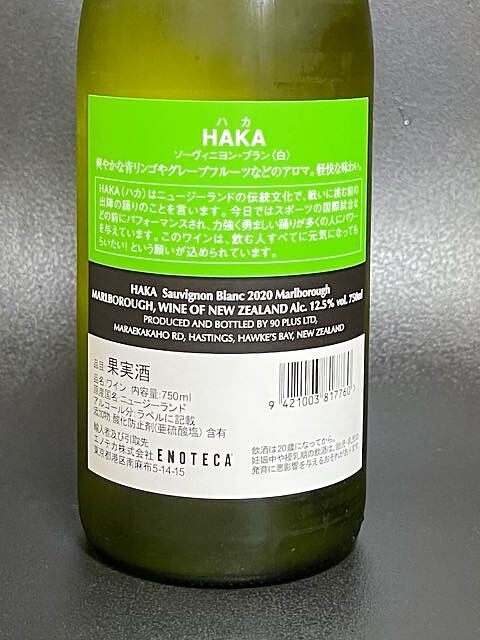 ハカ
HAKA
ソーヴィニヨン・ブラン〈白〉
爽やかな青リンゴやグレープフルーツなどのアロマ。軽快な味わい。
HAKA(ハカ)はニュージーランドの伝統文化で、戦いに挑む前の
出陣の踊りのことを言います。今日ではスポーツの国際試合な
どの前にパフォーマンスされ、力強く勇ましい踊りが多くの人にパワー
を与えています。このワインは、飲む人すべてに元気になっても
らいたい!という願いが込められています。
HAKA Sauvignon Blanc 2020 Marlborough
MARLBOROUGH, WINE OF NEW ZEALAND Alc. 12.5% vol. 750ml
PRODUCED AND BOTTLED BY 90 PLUS LTD,
MARAEKAKAHO RD, HASTINGS, HAWKE'S BAY, NEW ZEALAND
品目:果実酒
品名:ワイン 内容量:750ml
原産国名:ニュージーランド
アルコール分:ラベルに記載
添加物:酸化防止剤(亜硫酸塩)含有
輸入者及び引取先
エノテカ株式会社 ENOTECA
東京都港区南麻布5-14-15
9 421003 817760
飲酒は20歳になってから。
妊娠中や授乳期の飲酒は、胎児・乳児の
発育に悪影響を与えるおそれがあります。